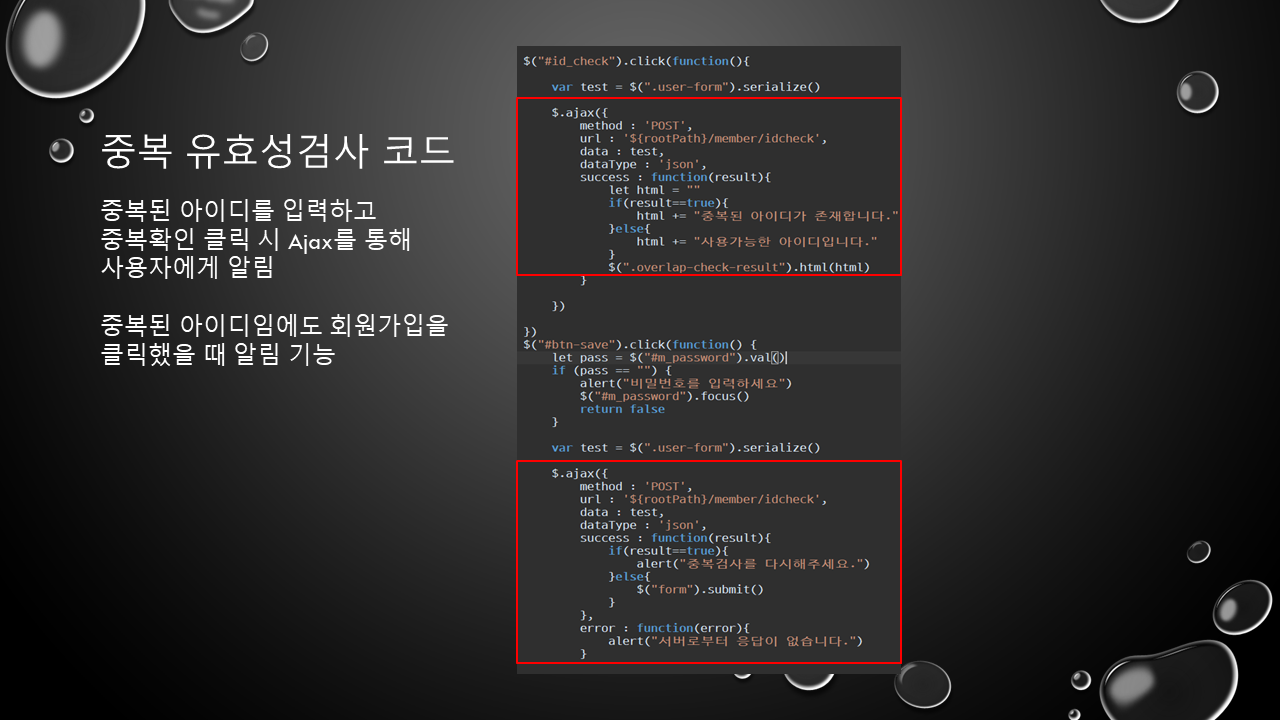 중복 유효성검사 코드
중복된 아이디를 입력하고
중복확인 클릭 시 Ajax를 통해
사용자에게 알림
중복된 아이디임에도 회원가입을
클릭했을 때 알림 기능
$("#id_check").click(function(){
var test = $(".user-form").serialize()
$.ajax({
method : 'POST',
url : '${rootPath}/member/idcheck',
data : test,
dataType : 'json',
success : function(result){
let html = ""
if(result==true){
html += "중복된 아이디가 존재합니다."
}else{
html += "사용가능한 아이디입니다."
}
$(".overlap-check-result").html(html)
}
})
})
$("#btn-save").click(function() {
let pass = $("#m_password").val()
if (pass == "") {
alert("비밀번호를 입력하세요")
$("#m_password").focus()
return false
}
var test = $(".user-form").serialize()
$.ajax({
method : 'POST',
url : '${rootPath}/member/idcheck',
data : test,
dataType : 'json',
success : function(result){
if(result==true){
alert("중복검사를 다시해주세요.")
}else{
$("form").submit()
}
},
error : function(error){
alert("서버로부터 응답이 없습니다.")
}